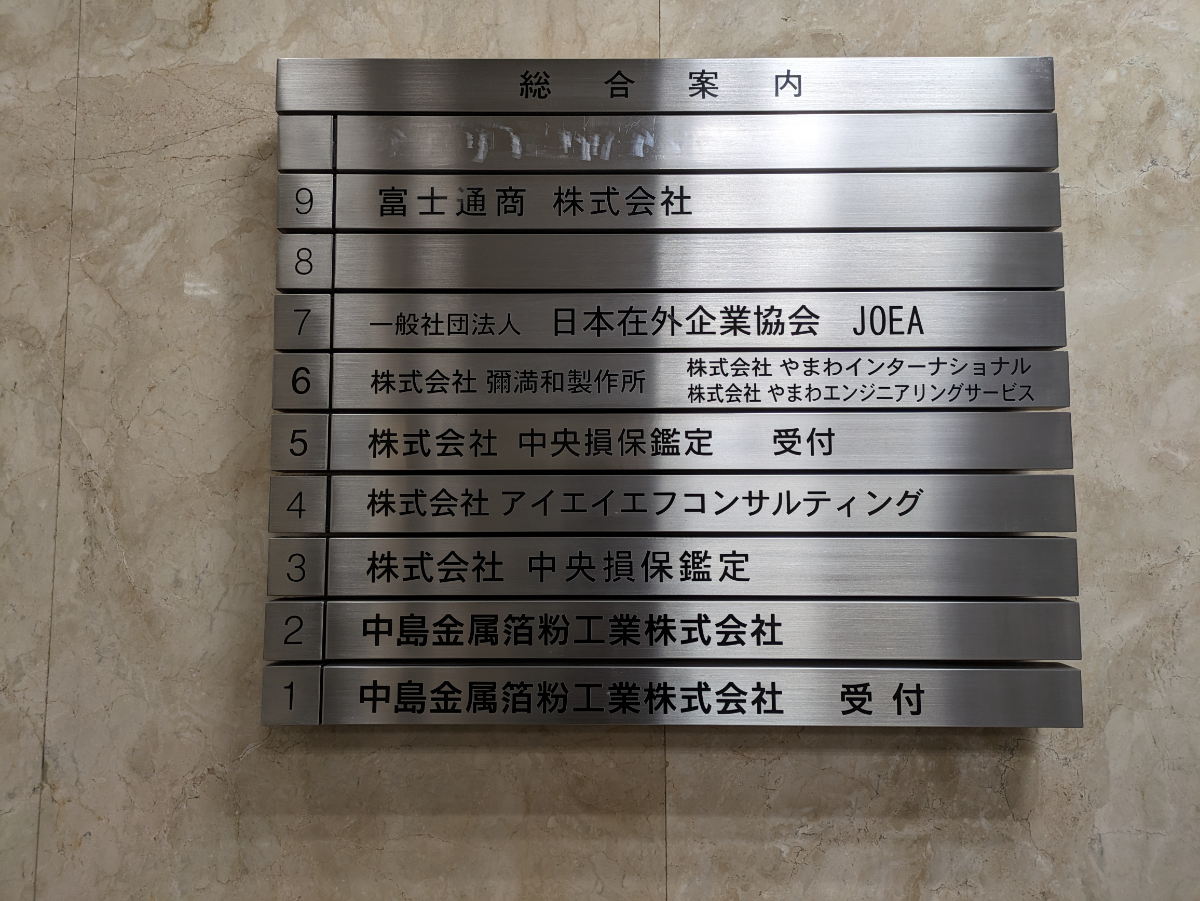 総合案内
9 富士通商 株式会社
8
7 一般社団法人 日本在外企業協会 JOEA
6 株式会社 彌満和製作所 株式会社 やまわインターナショナル
株式会社 やまわエンジニアリングサービス
5 株式会社 中央損保鑑定 受付
4 株式会社 アイエイエフコンサルティング
3 株式会社 中央損保鑑定
2 中島金属箔粉工業株式会社
1 中島金属箔粉工業株式会社 受付